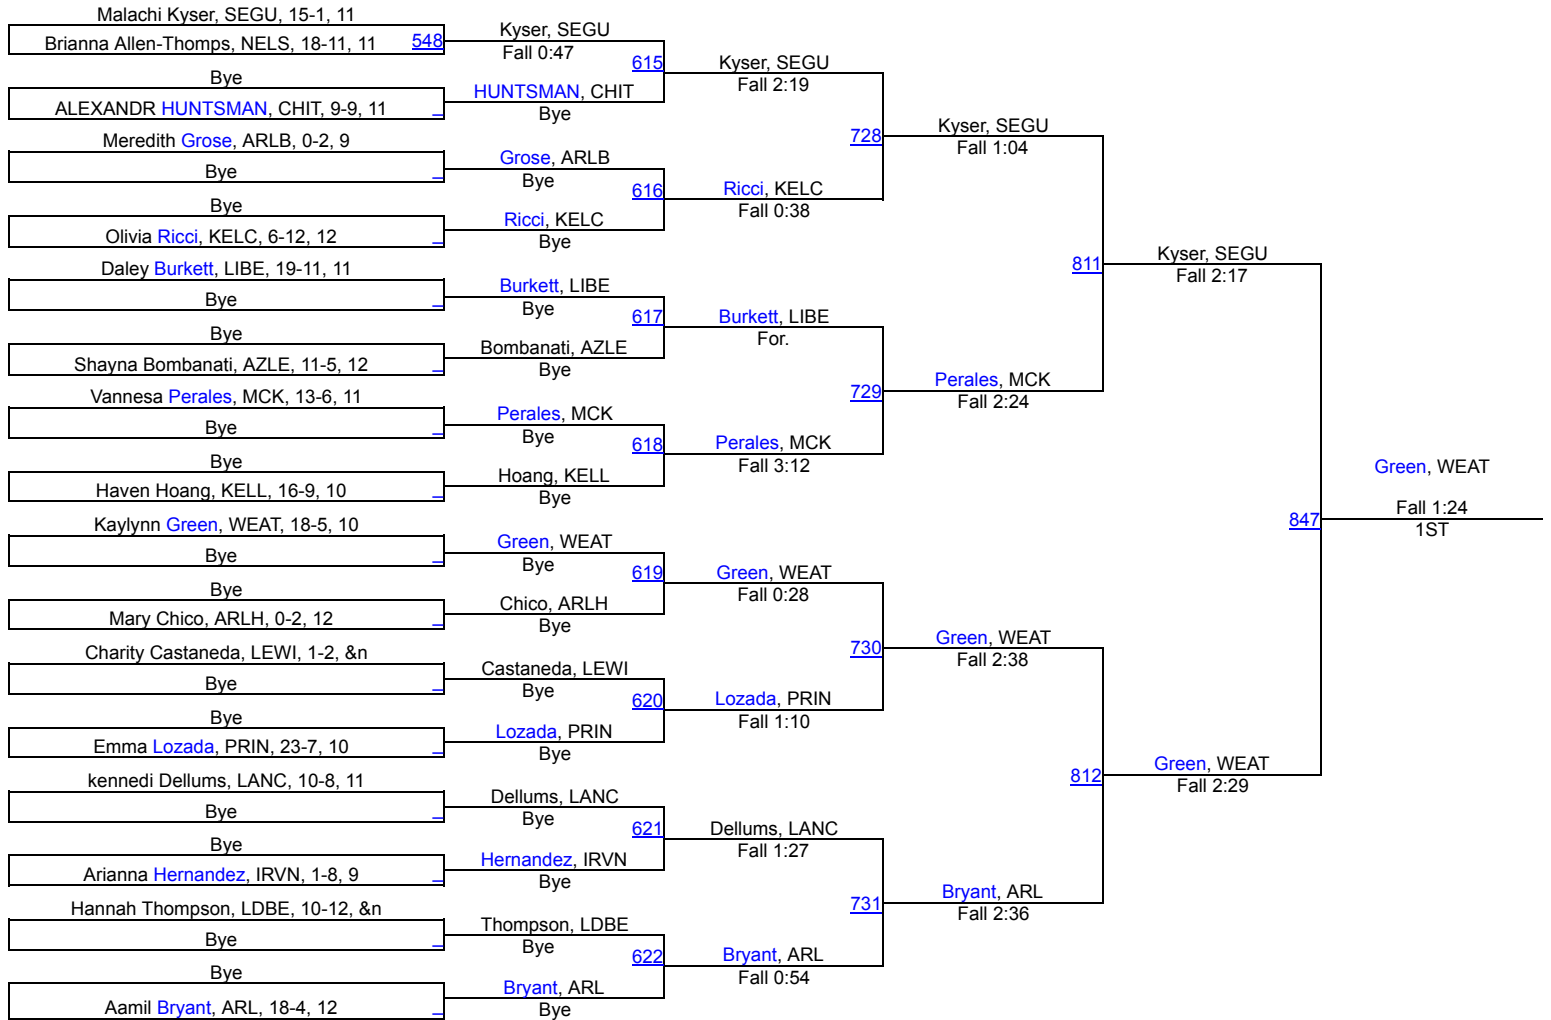 Malachi Kyser, SEGU, 15-1, 11
Brianna Allen-Thomps, NELS, 18-11, 11
548
Bye
ALEXANDR HUNTSMAN, CHIT, 9-9, 11
Meredith Grose, ARLB, 0-2, 9
Bye
Bye
Olivia Ricci, KELC, 6-12, 12
Daley Burkett, LIBE, 19-11, 11
Bye
Bye
Shayna Bombanati, AZLE, 11-5, 12
Vannesa Perales, MCK, 13-6, 11
Bye
Bye
Haven Hoang, KELL, 16-9, 10
Kaylynn Green, WEAT, 18-5, 10
Bye
Bye
Mary Chico, ARLH, 0-2, 12
Charity Castaneda, LEWI, 1-2, &n
Bye
Bye
Emma Lozada, PRIN, 23-7, 10
kennedi Dellums, LANC, 10-8, 11
Bye
Bye
Arianna Hernandez, IRVN, 1-8, 9
Hannah Thompson, LDBE, 10-12, &n
Bye
Bye
Aamil Bryant, ARL, 18-4, 12
Kyser, SEGU
Fall 0:47
615
HUNTSMAN, CHIT
Bye
Grose, ARLB
Bye
616
Ricci, KELC
Bye
Burkett, LIBE
Bye
617
Bombanati, AZLE
Bye
Perales, MCK
Bye
618
Hoang, KELL
Bye
Green, WEAT
Bye
619
Chico, ARLH
Bye
Castaneda, LEWI
Bye
620
Lozada, PRIN
Bye
Dellums, LANC
Bye
621
Hernandez, IRVN
Bye
Thompson, LDBE
Bye
622
Bryant, ARL
Bye
Kyser, SEGU
Fall 2:19
728
Ricci, KELC
Fall 0:38
Burkett, LIBE
For.
729
Perales, MCK
Fall 3:12
Green, WEAT
Fall 0:28
730
Lozada, PRIN
Fall 1:10
Dellums, LANC
Fall 1:27
731
Bryant, ARL
Fall 0:54
Kyser, SEGU
Fall 1:04
811
Perales, MCK
Fall 2:24
Green, WEAT
Fall 2:38
812
Bryant, ARL
Fall 2:36
Kyser, SEGU
Fall 2:17
847
Green, WEAT
Fall 2:29
Green, WEAT
Fall 1:24
1ST